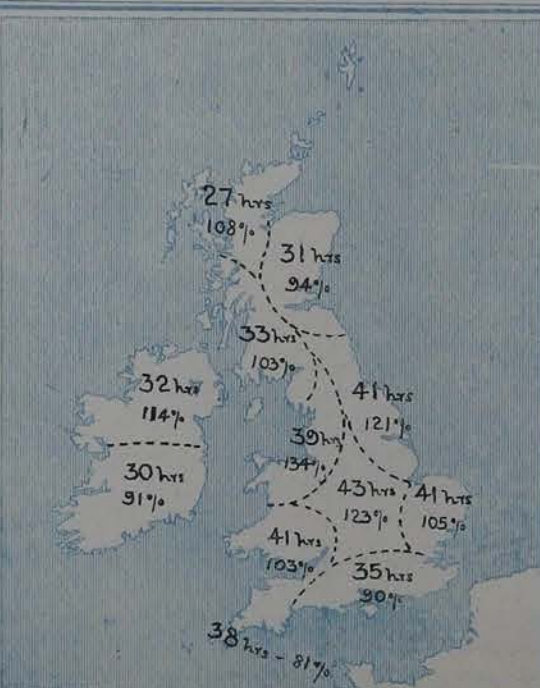 27 hrs
108%
31 hrs
94%
33 hrs
103%
32 hrs
114%
41 hrs
121%
39 hrs
134%
30 hrs
91%
43 hrs
123%
41 hrs
105%
41 hrs
103%
35 hrs
90%
38 hrs - 81%